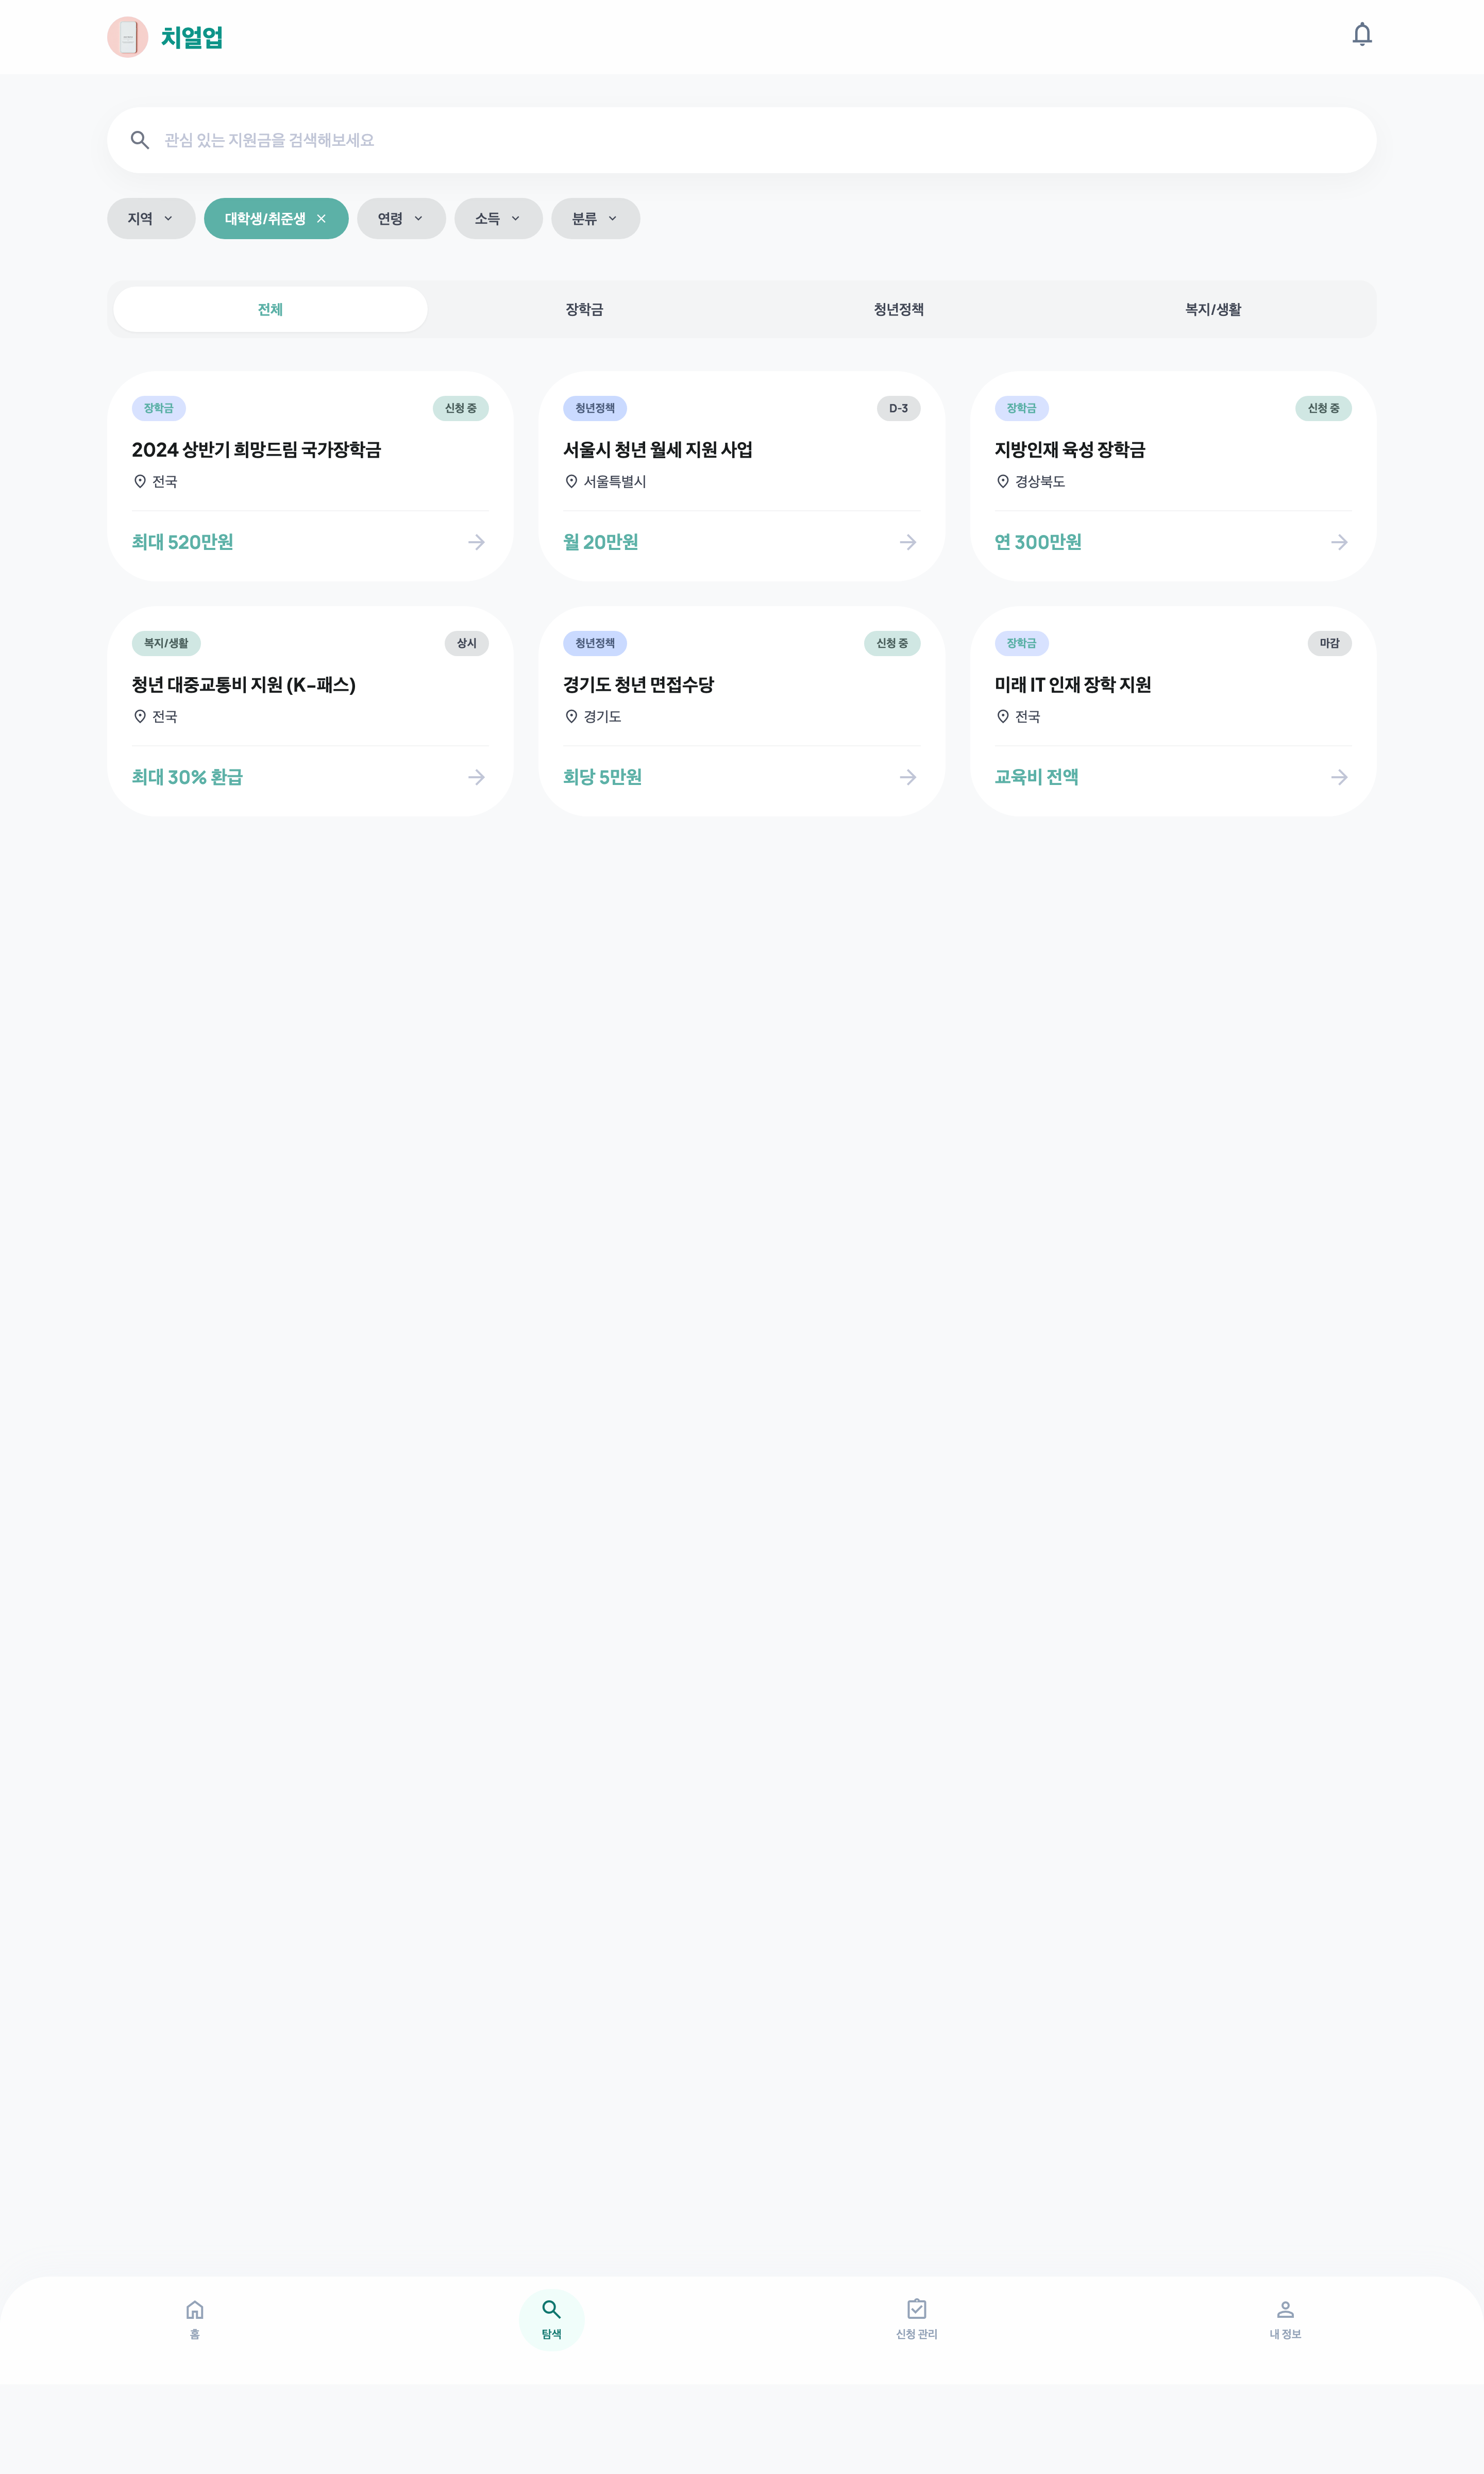 치얼업
관심 있는 지원금을 검색해보세요
지역 대학생/취준생 연령 소득 분류
전체 장학금 청년정책 복지/생활
장학금 신청 중
2024 상반기 희망드림 국가장학금
전국
최대 520만원
청년정책 D-3
서울시 청년 월세 지원 사업
서울특별시
월 20만원
장학금 신청 중
지방인재 육성 장학금
경상북도
연 300만원
복지/생활 상시
청년 대중교통비 지원 (K-패스)
전국
최대 30% 환급
청년정책 신청 중
경기도 청년 면접수당
경기도
회당 5만원
장학금 마감
미래 IT 인재 장학 지원
전국
교육비 전액
홈 탐색 신청 관리 내 정보